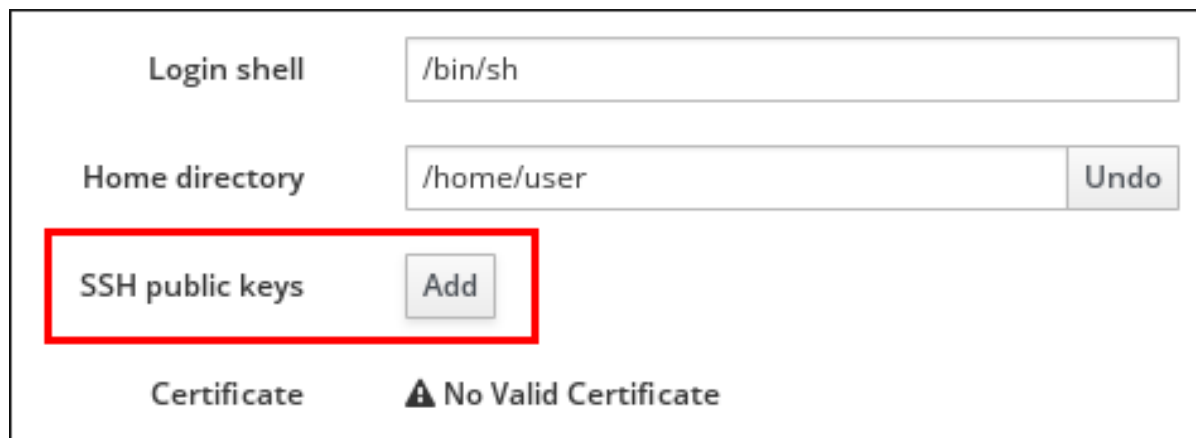 Login shell /bin/sh
Home directory /home/user Undo
SSH public keys Add
Certificate No Valid Certificate